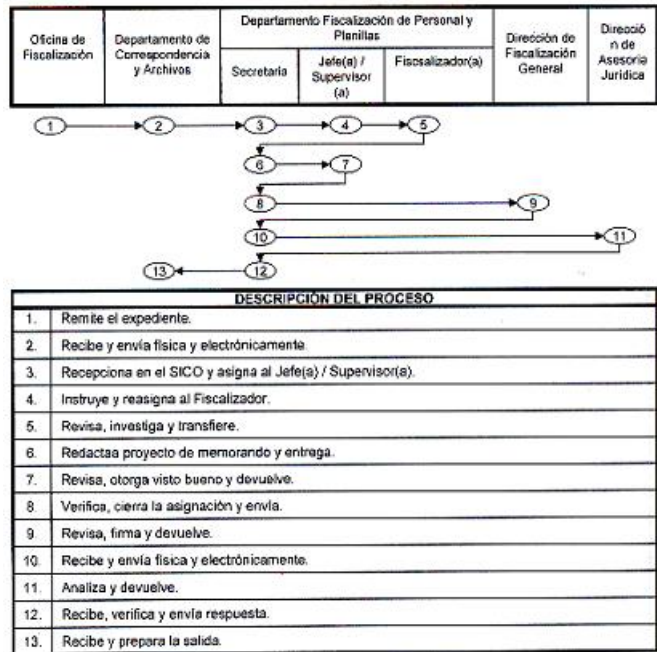 Oficina de
Fiscalización
Departamento de
Correspondencia
y Archivos
Departamento Fiscalización de Personal y
Planillas
Secretaria
Jefe(a) /
Supervisor
(a)
Fiscsalizador(a)
Dirección de
Fiscalización
General
Direcció
n de
Asesoría
Jurídica
1 2 3 4 5
6 7
8 9
10 11
13 12
DESCRIPCIÓN DEL PROCESO
1. Remite el expediente.
2. Recibe y envía física y electrónicamente
3. Recepciona en el SICO y asigna al Jefe(a) / Supervisor(a).
4. Instruye y reasigna al Fiscalizador.
5. Revisa, investiga y transfiere.
6. Redactaa proyecto de memorando y entrega.
7. Revisa, otorga visto bueno y devuelve.
8. Verifica, cierra la asignación y envía.
9. Revisa, firma y devuelve.
10. Recibe y envía física y electrónicamente.
11. Analiza y devuelve.
12. Recibe, verifica y envía respuesta.
13. Recibe y prepara la salida.